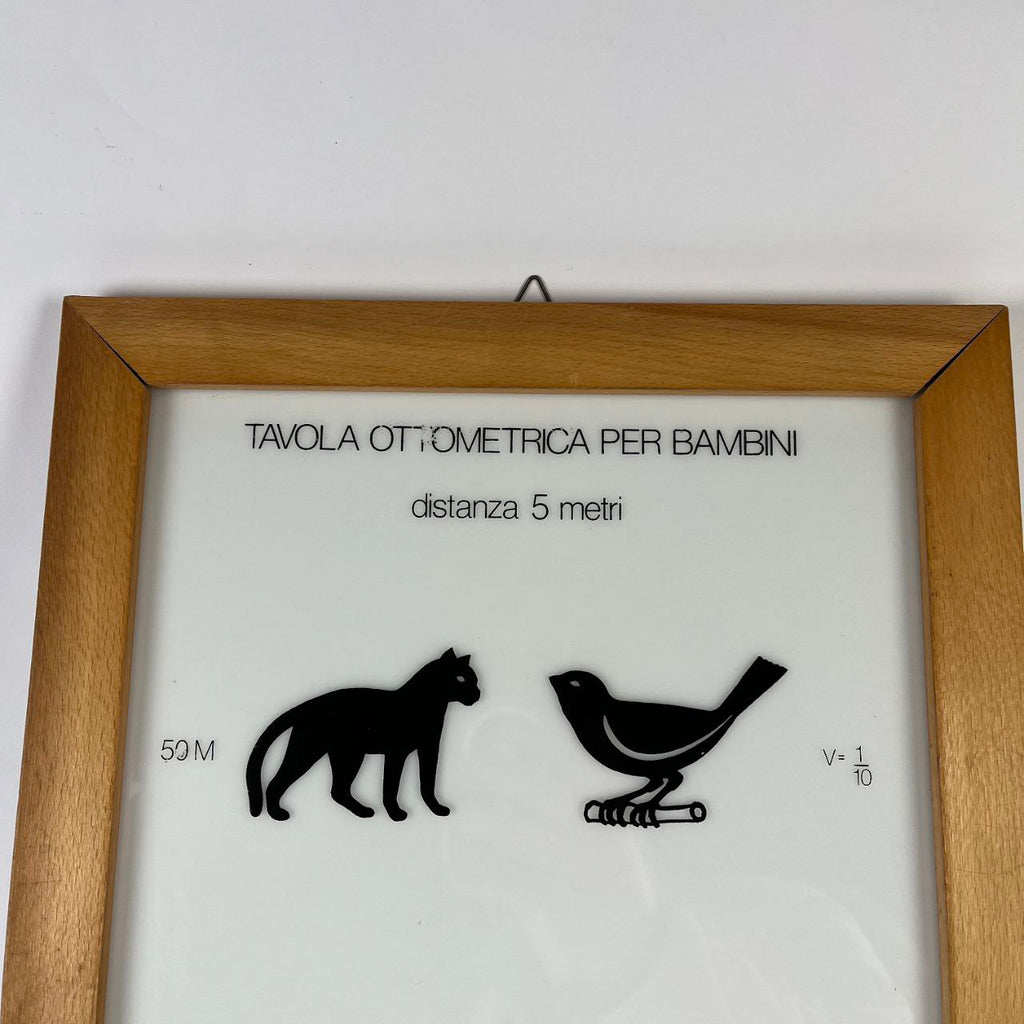 TAVOLA OTTOMETRICA PER BAMBINI
distanza 5 metri
50 M
V= 1/10